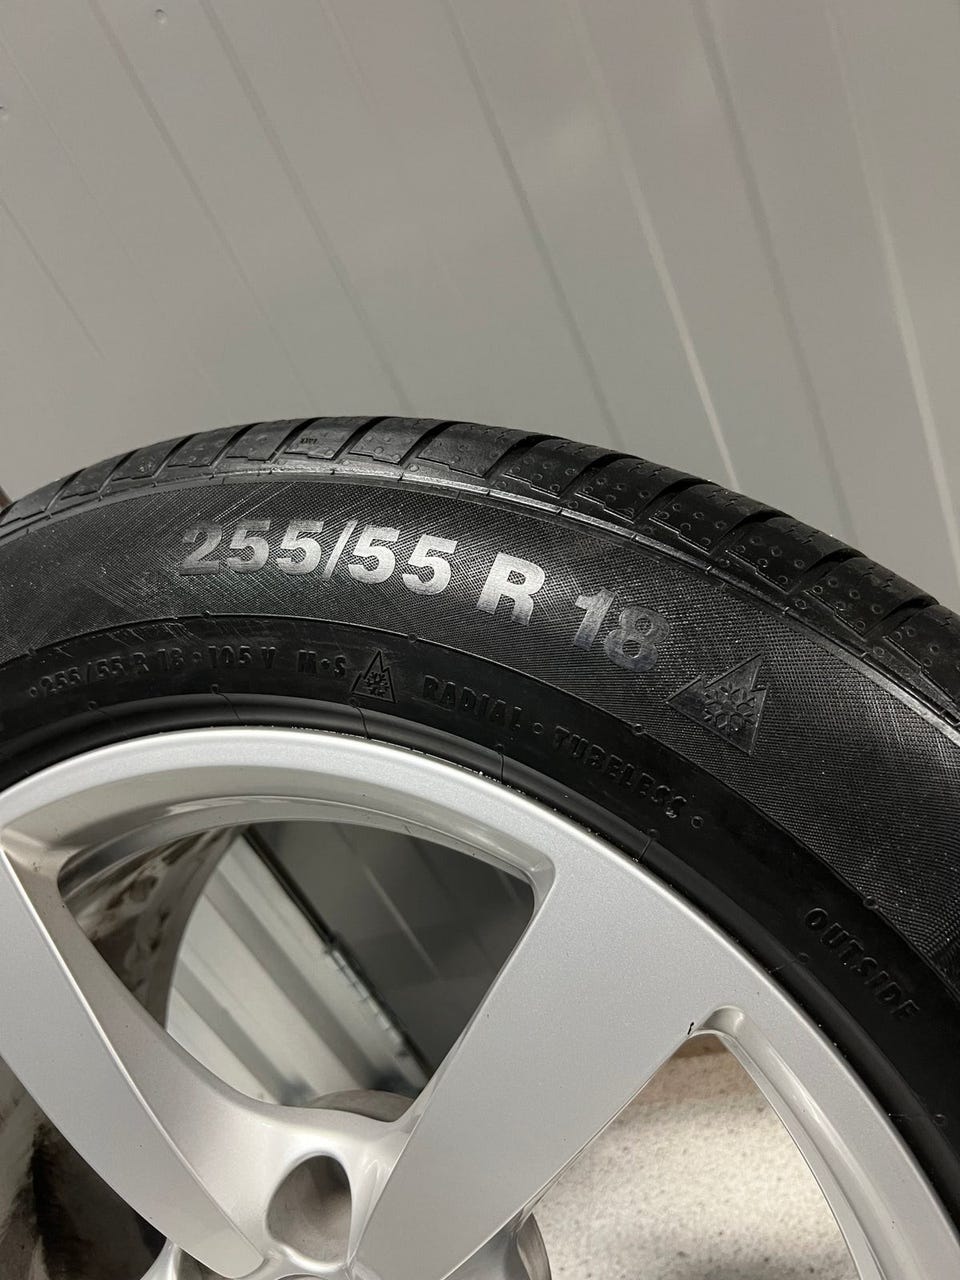 255/55 R 18
• 255/55 R 18 • 105 V M+S RADIAL • TUBELESS •
OUTSIDE